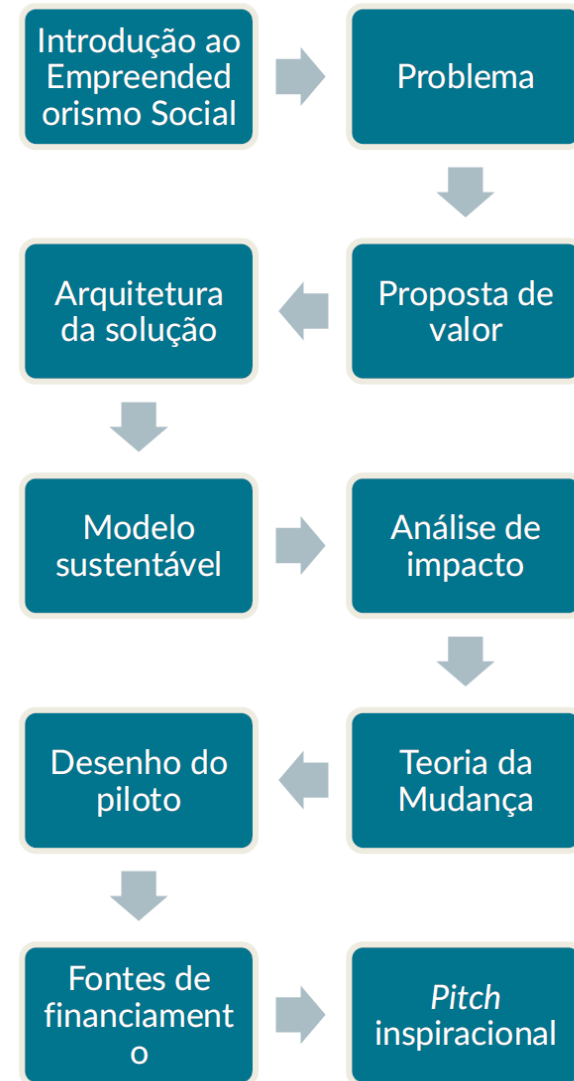 Introdução ao
Empreended
orismo Social
Problema
Proposta de
valor
Arquitetura
da solução
Modelo
sustentável
Análise de
impacto
Teoria da
Mudança
Desenho do
piloto
Fontes de
financiament
o
Pitch
inspiracional